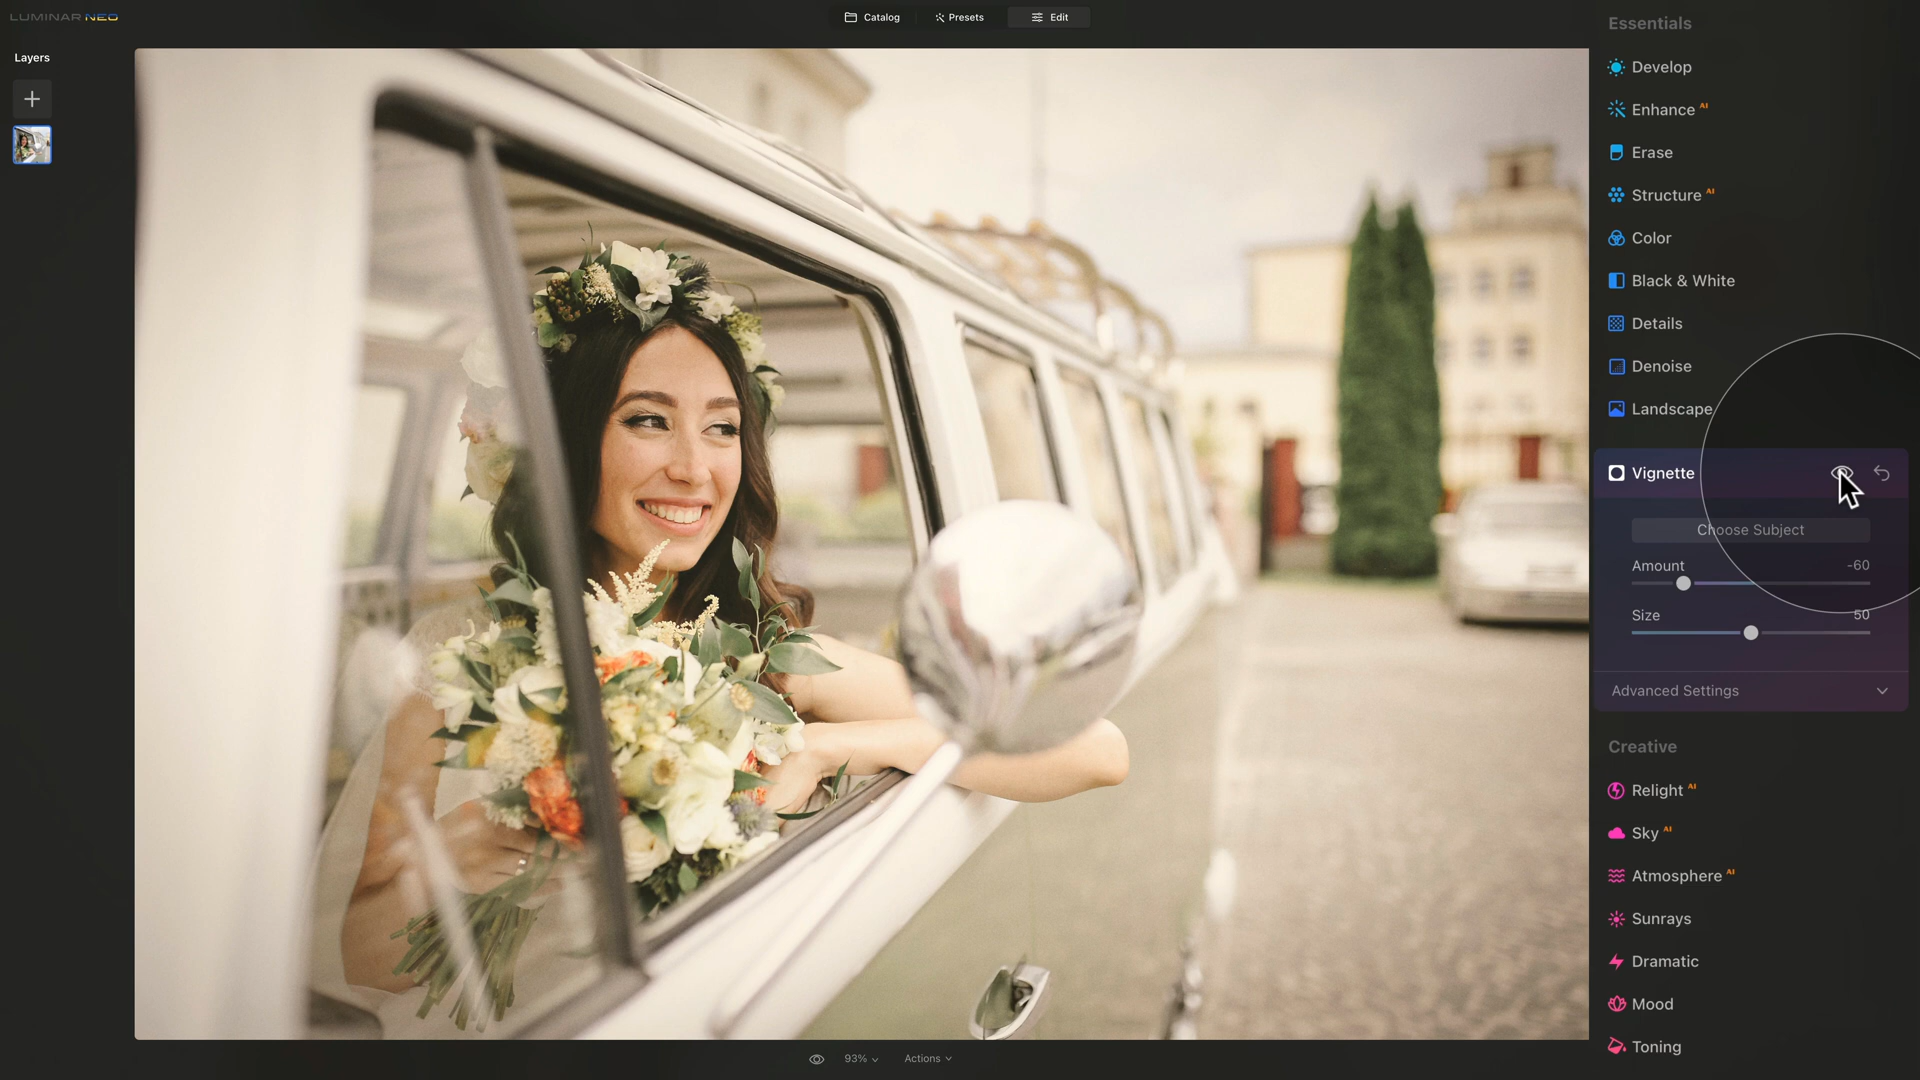 LUMINAR NEO
Catalog
Presets
Edit
Layers
93%
Actions
Essentials
Develop
Enhance AI
Erase
Structure AI
Color
Black & White
Details
Denoise
Landscape
Vignette
Choose Subject
Amount -60
Size 50
Advanced Settings
Creative
Relight AI
Sky AI
Atmosphere AI
Sunrays
Dramatic
Mood
Toning